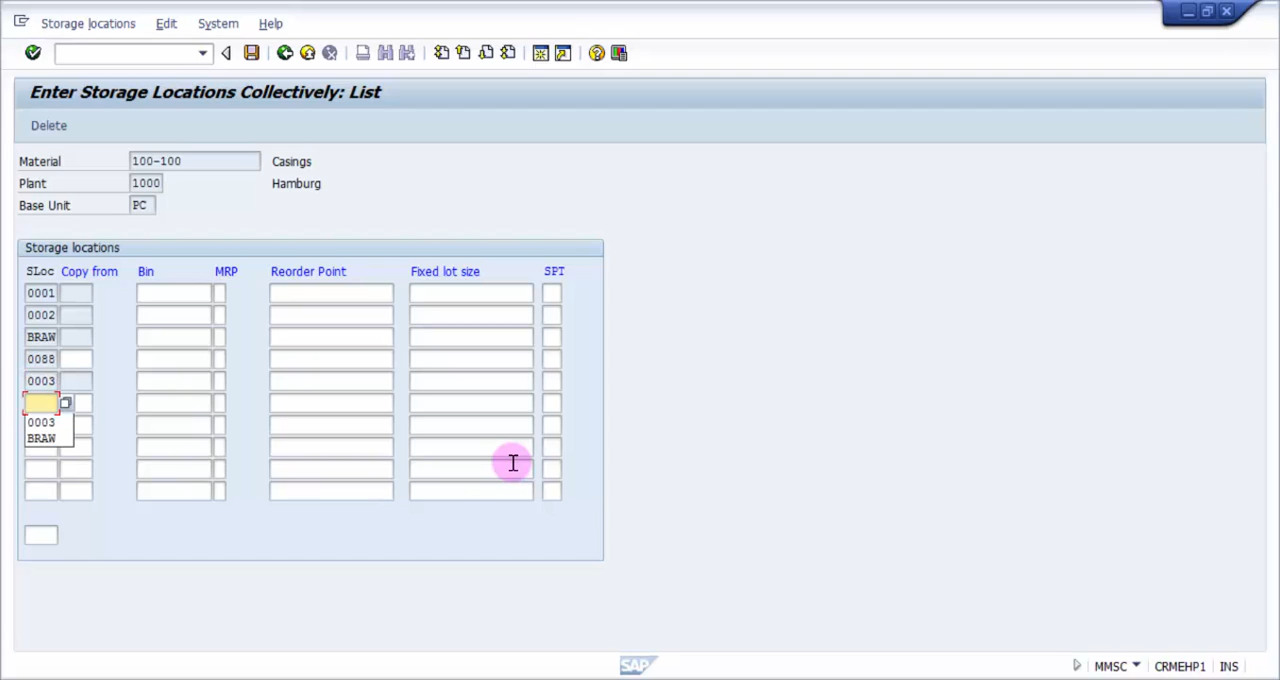 Storage locations Edit System Help
Enter Storage Locations Collectively: List
Delete
Material 100-100 Casings
Plant 1000 Hamburg
Base Unit PC
Storage locations
SLoc Copy from Bin MRP Reorder Point Fixed lot size SPT
0001
0002
BRAW
0088
0003
0003
BRAW
SAP MMSC CRMEHP1 INS